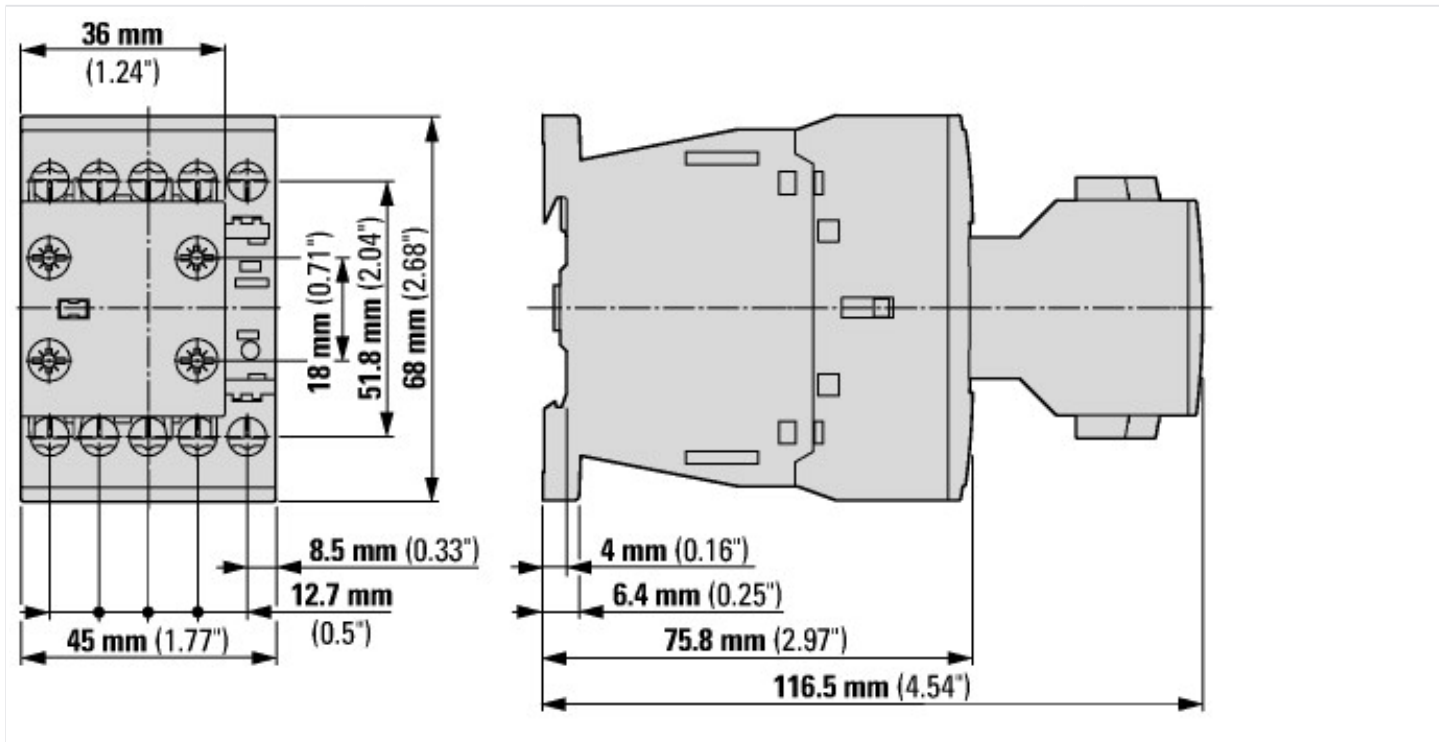 36 mm
(1.24")
18 mm (0.71")
51.8 mm (2.04")
68 mm (2.68")
8.5 mm (0.33")
12.7 mm
(0.5")
45 mm (1.77")
4 mm (0.16")
6.4 mm (0.25")
75.8 mm (2.97")
116.5 mm (4.54")